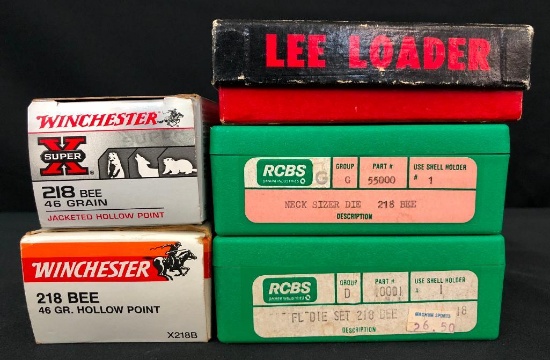 LEE LOADER
WINCHESTER
SUPER X ®
218 BEE
46 GRAIN
JACKETED HOLLOW POINT
RCBS
GROUP PART # USE SHELL HOLDER
G G 55000 # 1
NECK SIZER DIE 218 BEE
DESCRIPTION
WINCHESTER
218 BEE
46 GR. HOLLOW POINT
X218B
RCBS
GROUP PART # USE SHELL HOLDER
D 1
FL DIE SET 218 BEE 18
26.50
DESCRIPTION